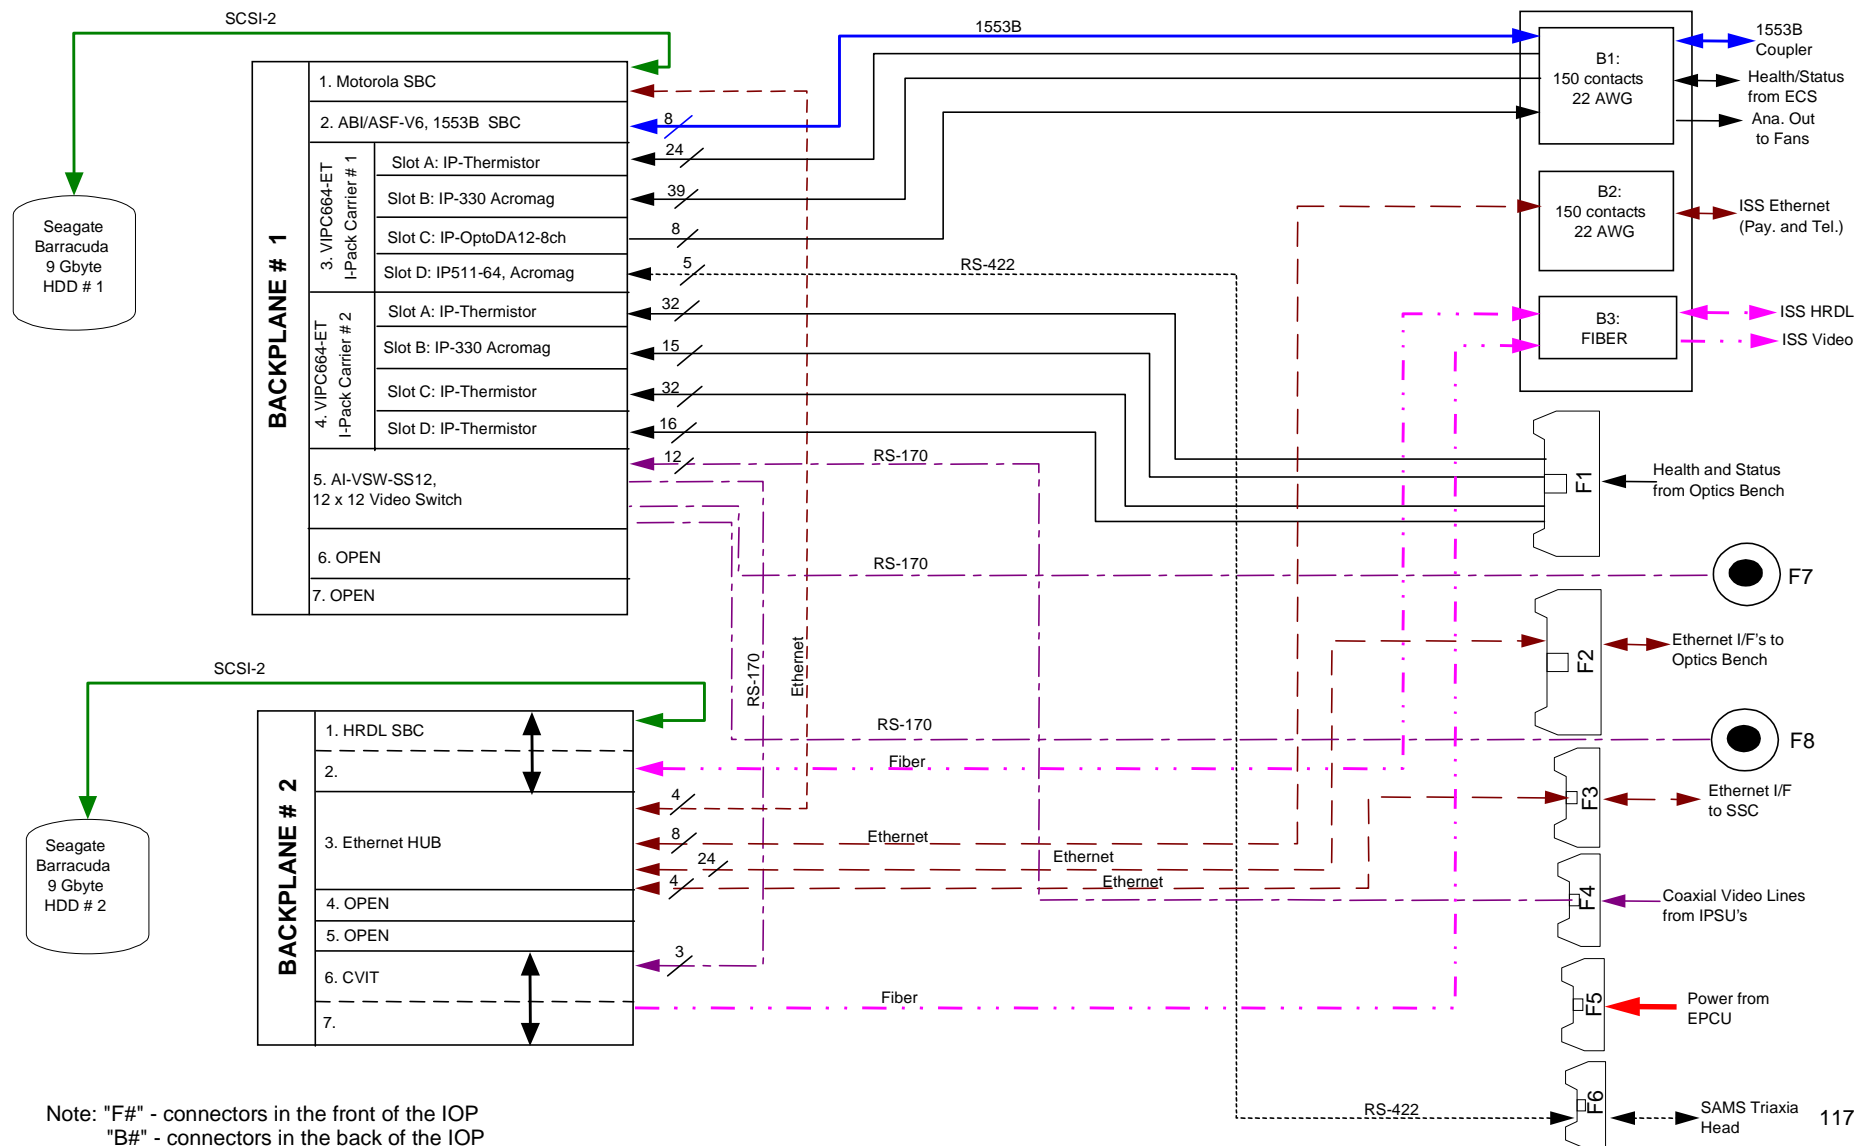 SCSI-2
1553B
BACKPLANE # 1
1. Motorola SBC
2. ABI/ASF-V6, 1553B SBC
3. VIPC664-ET
I-Pack Carrier # 1
Slot A: IP-Thermistor
Slot B: IP-330 Acromag
Slot C: IP-OptoDA12-8ch
Slot D: IP511-64, Acromag
4. VIPC664-ET
I-Pack Carrier # 2
Slot A: IP-Thermistor
Slot B: IP-330 Acromag
Slot C: IP-Thermistor
Slot D: IP-Thermistor
5. AI-VSW-SS12,
12 x 12 Video Switch
6. OPEN
7. OPEN
8
24
39
8
5
32
15
32
16
12
RS-422
RS-170
RS-170
RS-170
Ethernet
Seagate
Barracuda
9 Gbyte
HDD # 1
B1:
150 contacts
22 AWG
B2:
150 contacts
22 AWG
B3:
FIBER
1553B
Coupler
Health/Status
from ECS
Ana. Out
to Fans
ISS Ethernet
(Pay. and Tel.)
ISS HRDL
ISS Video
F1
Health and Status
from Optics Bench
F7
F2
Ethernet I/F's to
Optics Bench
F8
F3
Ethernet I/F
to SSC
F4
Coaxial Video Lines
from IPSU's
F5
Power from
EPCU
F6
SAMS Triaxia
Head
SCSI-2
BACKPLANE # 2
1. HRDL SBC
2.
3. Ethernet HUB
4. OPEN
5. OPEN
6. CVIT
7.
RS-170
Fiber
4
8
Ethernet
24
Ethernet
4
Ethernet
3
Fiber
RS-422
Seagate
Barracuda
9 Gbyte
HDD # 2
Note: "F#" - connectors in the front of the IOP
"B#" - connectors in the back of the IOP
117